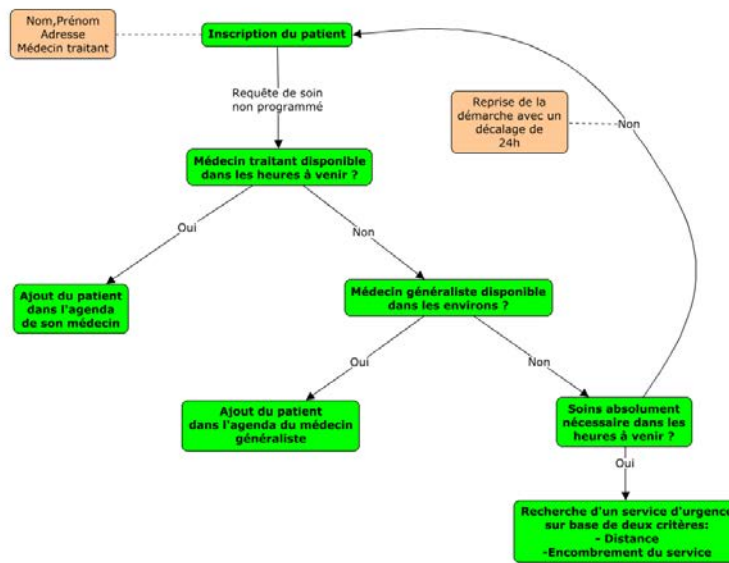 Nom,Prénom
Adresse
Médecin traitant
Inscription du patient
Requête de soin
non programmé
Reprise de la
démarche avec un
décalage de
24h
Non
Médecin traitant disponible
dans les heures à venir ?
Oui
Non
Ajout du patient
dans l'agenda
de son médecin
Médecin généraliste disponible
dans les environs ?
Oui
Non
Ajout du patient
dans l'agenda du médecin
généraliste
Soins absolument
nécessaire dans les
heures à venir ?
Oui
Recherche d'un service d'urgence
sur base de deux critères:
- Distance
-Encombrement du service